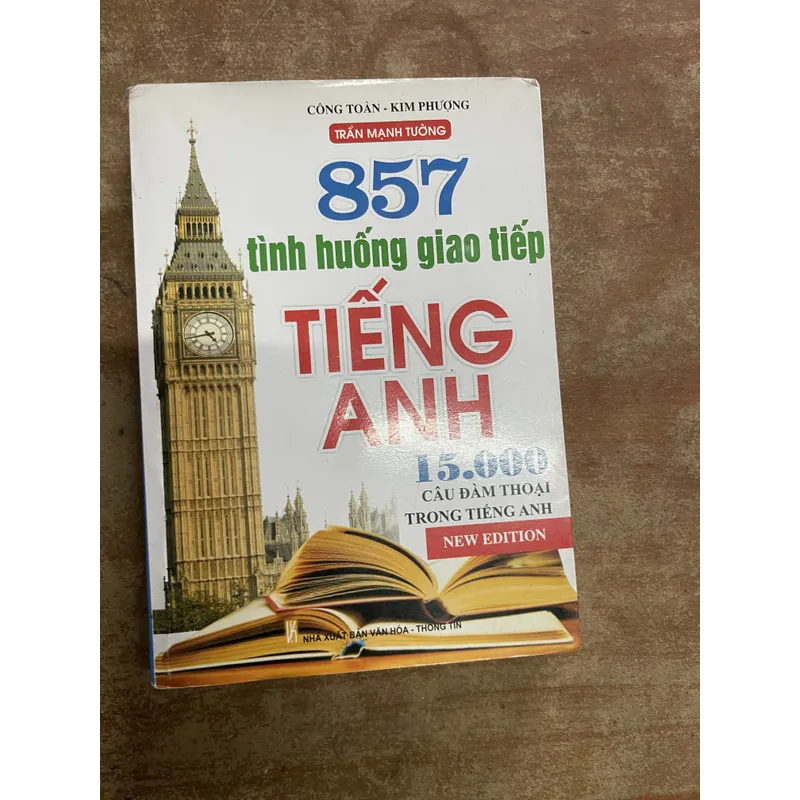 CÔNG TOÀN - KIM PHƯỢNG
TRẦN MẠNH TƯỜNG
857
tình huống giao tiếp
TIẾNG
ANH
15.000
CÂU ĐÀM THOẠI
TRONG TIẾNG ANH
NEW EDITION
NHÀ XUẤT BẢN VĂN HÓA - THÔNG TIN